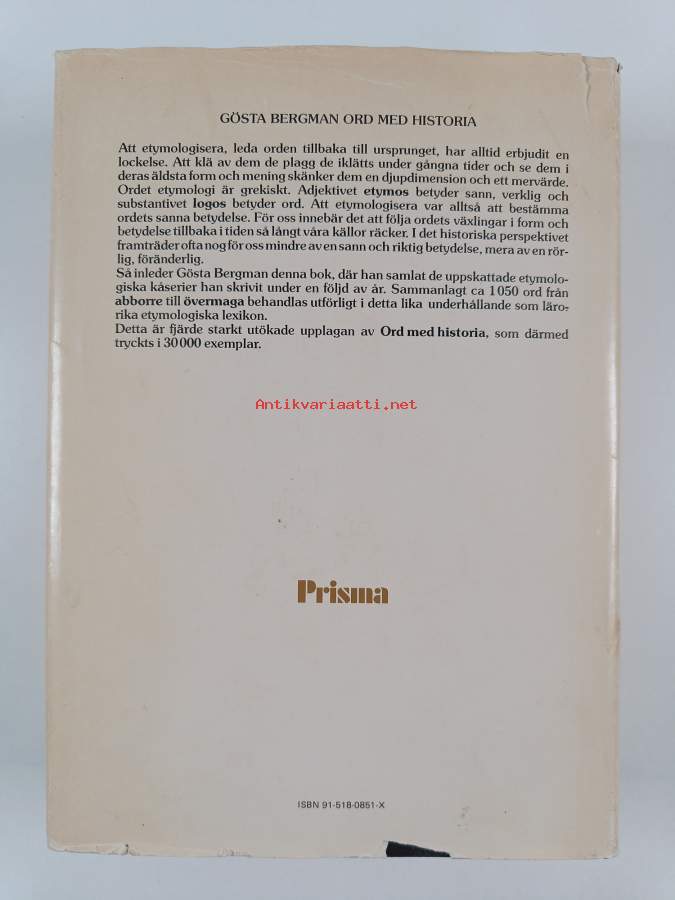 GÖSTA BERGMAN ORD MED HISTORIA
Att etymologisera, leda orden tillbaka till ursprunget, har alltid erbjudit en
lockelse. Att klä av dem de plagg de iklätts under gångna tider och se dem i
deras äldsta form och mening skänker dem en djupdimension och ett mervärde.
Ordet etymologi är grekiskt. Adjektivet etymos betyder sann, verklig och
substantivet logos betyder ord. Att etymologisera var alltså att bestämma
ordets sanna betydelse. För oss innebär det att följa ordets växlingar i form och
betydelse tillbaka i tiden så långt våra källor räcker. I det historiska perspektivet
framträder ofta nog för oss mindre av en sann och riktig betydelse, mera av en rör-
lig, föränderlig.
Så inleder Gösta Bergman denna bok, där han samlat de uppskattade etymolo-
giska kåserier han skrivit under en följd av år. Sammanlagt ca 1 050 ord från
abborre till övermaga behandlas utförligt i detta lika underhållande som läro-
rika etymologiska lexikon.
Detta är fjärde starkt utökade upplagan av Ord med historia, som därmed
tryckts i 30 000 exemplar.
Antikvariaatti.net
Prisma
ISBN 91-518-0851-X